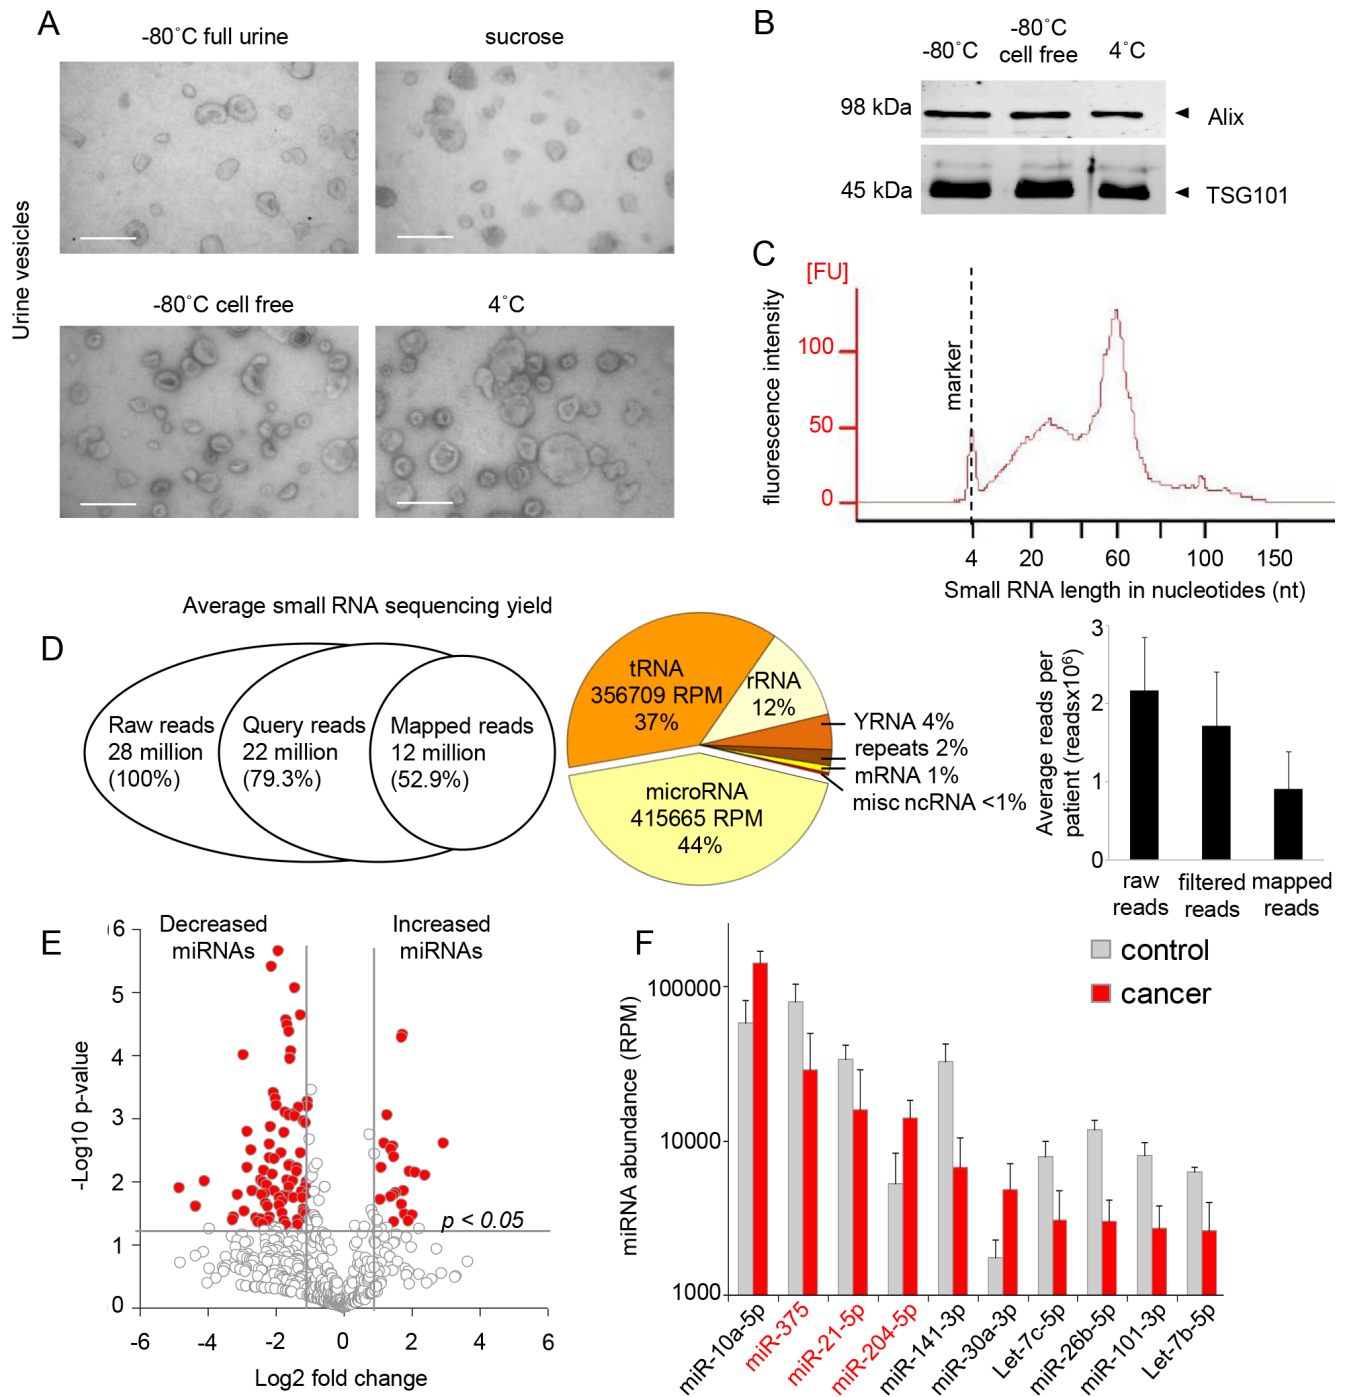 A
-80˚C full urine
sucrose
-80˚C cell free
4˚C
Urine vesicles
B
-80˚C
-80˚C
cell free
4˚C
98 kDa
Alix
45 kDa
TSG101
C
[FU]
fluorescence intensity
100
50
0
marker
4 20 60 100 150
Small RNA length in nucleotides (nt)
Average small RNA sequencing yield
D
Raw reads
28 million
(100%)
Query reads
22 million
(79.3%)
Mapped reads
12 million
(52.9%)
tRNA
356709 RPM
37%
rRNA
12%
YRNA 4%
repeats 2%
mRNA 1%
misc ncRNA <1%
microRNA
415665 RPM
44%
Average reads per
patient (readsx10⁶)
3
2
1
0
raw
reads
filtered
reads
mapped
reads
E
Decreased
miRNAs
Increased
miRNAs
-Log10 p-value
6
5
4
3
2
1
0
p < 0.05
-6 -4 -2 0 2 4 6
Log2 fold change
F
control
cancer
miRNA abundance (RPM)
100000
10000
1000
miR-10a-5p
miR-375
miR-21-5p
miR-204-5p
miR-141-3p
miR-30a-3p
Let-7c-5p
miR-26b-5p
miR-101-3p
Let-7b-5p